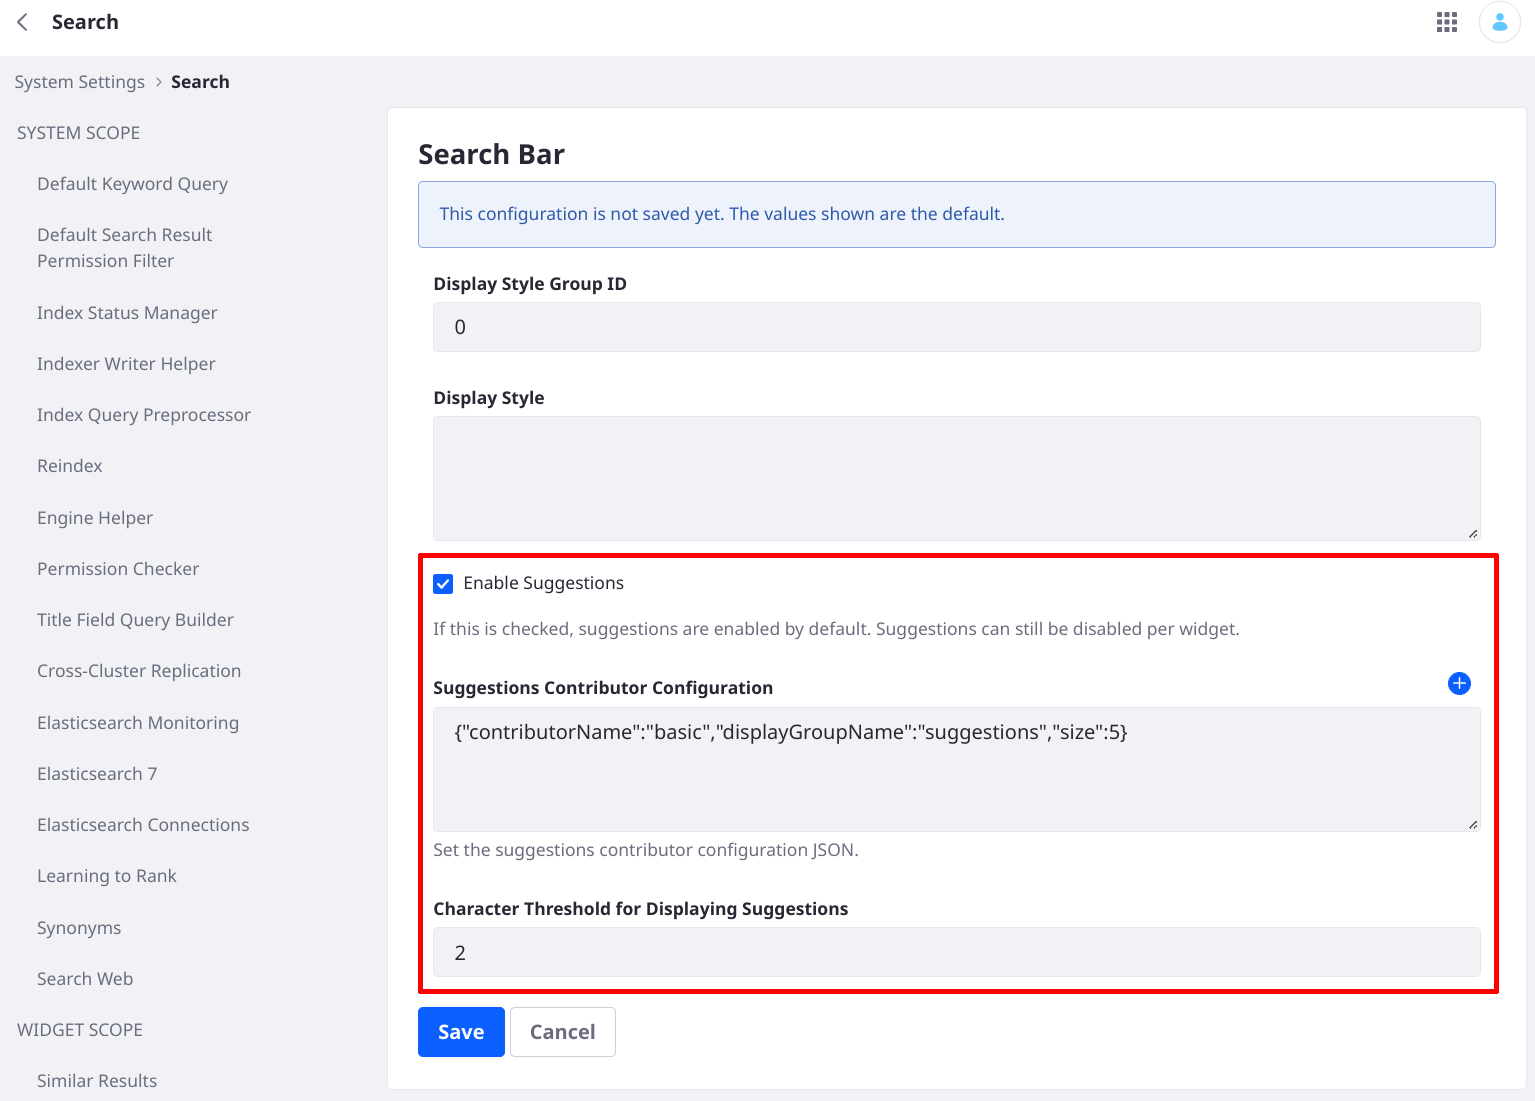 Search
System Settings > Search
SYSTEM SCOPE
Default Keyword Query
Default Search Result
Permission Filter
Index Status Manager
Indexer Writer Helper
Index Query Preprocessor
Reindex
Engine Helper
Permission Checker
Title Field Query Builder
Cross-Cluster Replication
Elasticsearch Monitoring
Elasticsearch 7
Elasticsearch Connections
Learning to Rank
Synonyms
Search Web
WIDGET SCOPE
Similar Results
Search Bar
This configuration is not saved yet. The values shown are the default.
Display Style Group ID
0
Display Style
Enable Suggestions
If this is checked, suggestions are enabled by default. Suggestions can still be disabled per widget.
Suggestions Contributor Configuration
{"contributorName":"basic","displayGroupName":"suggestions","size":5}
Set the suggestions contributor configuration JSON.
Character Threshold for Displaying Suggestions
2
Save Cancel